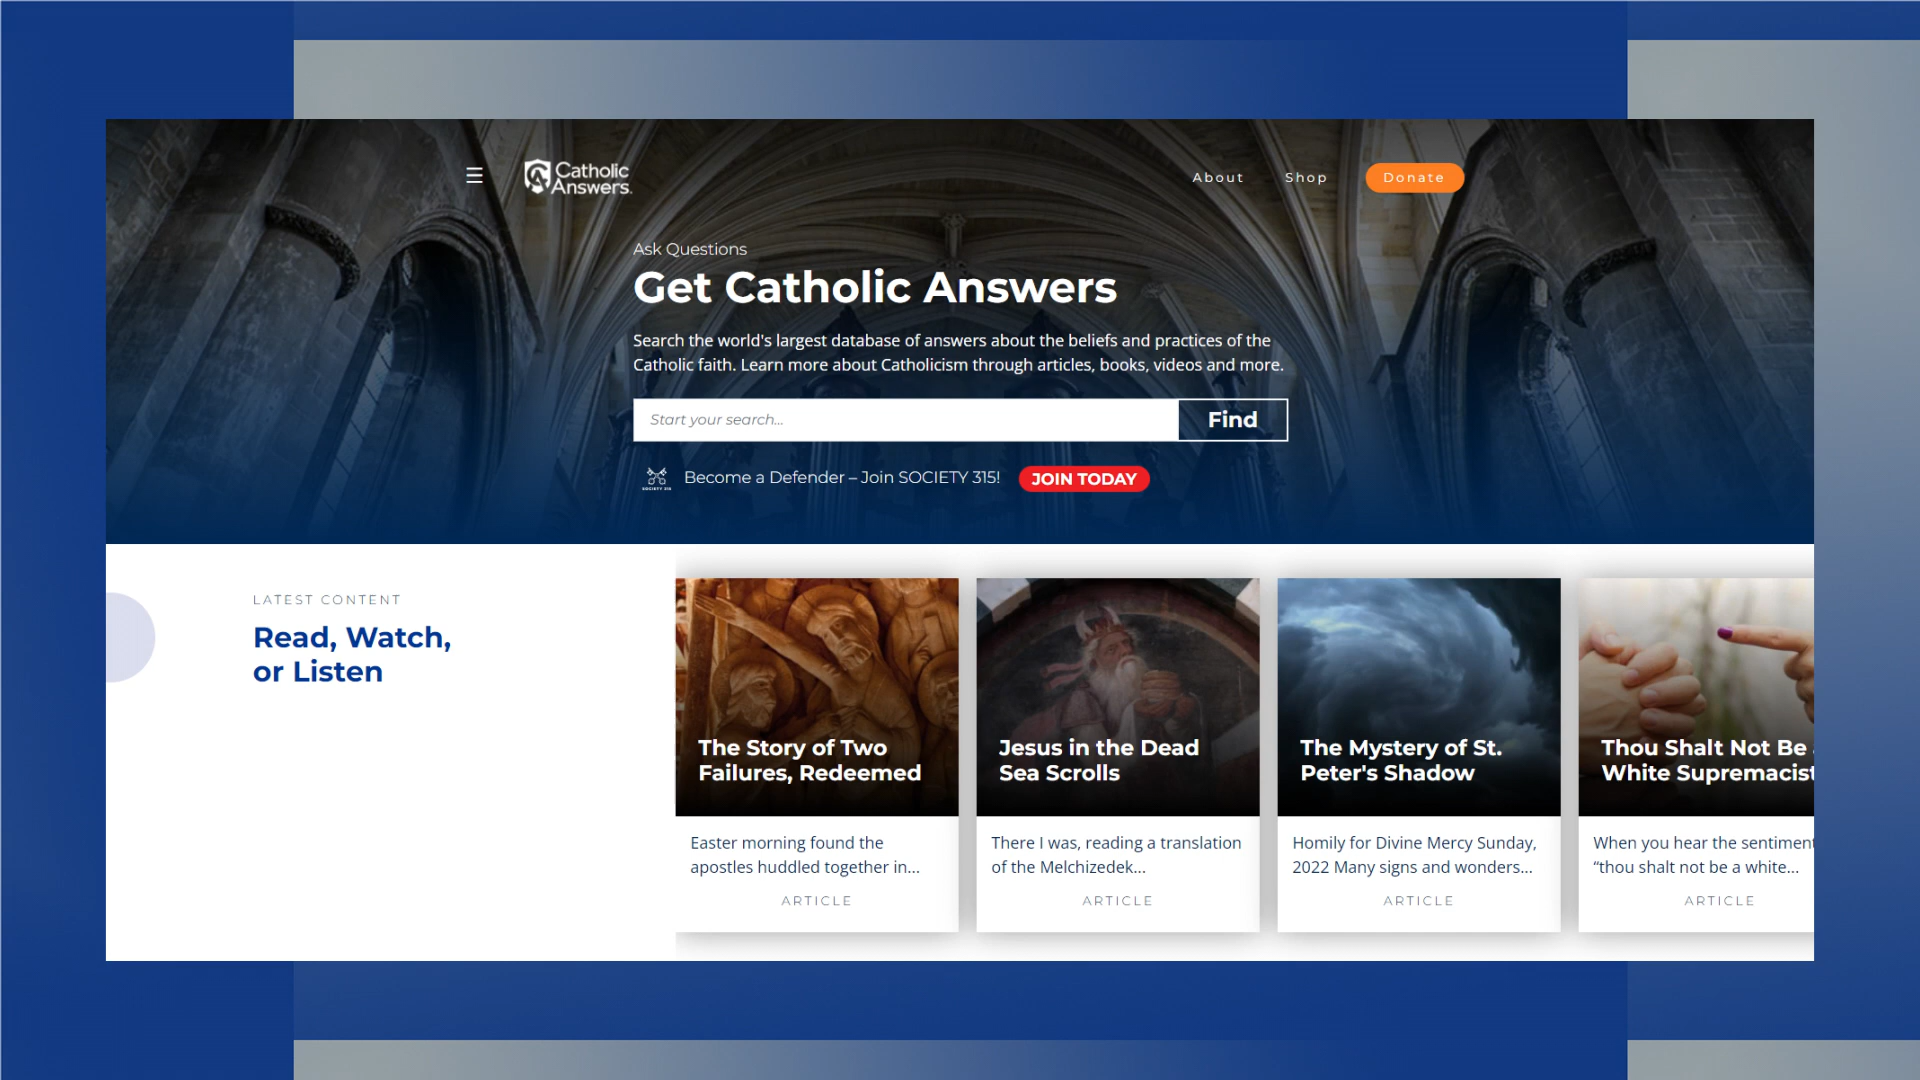 Catholic
Answers.
About
Shop
Donate
Ask Questions
Get Catholic Answers
Search the world's largest database of answers about the beliefs and practices of the
Catholic faith. Learn more about Catholicism through articles, books, videos and more.
Start your search...
Find
SOCIETY 315
Become a Defender – Join SOCIETY 315!
JOIN TODAY
LATEST CONTENT
Read, Watch,
or Listen
The Story of Two
Failures, Redeemed
Easter morning found the
apostles huddled together in...
ARTICLE
Jesus in the Dead
Sea Scrolls
There I was, reading a translation
of the Melchizedek...
ARTICLE
The Mystery of St.
Peter's Shadow
Homily for Divine Mercy Sunday,
2022 Many signs and wonders...
ARTICLE
Thou Shalt Not Be
White Supremacist
When you hear the sentiment
“thou shalt not be a white...
ARTICLE